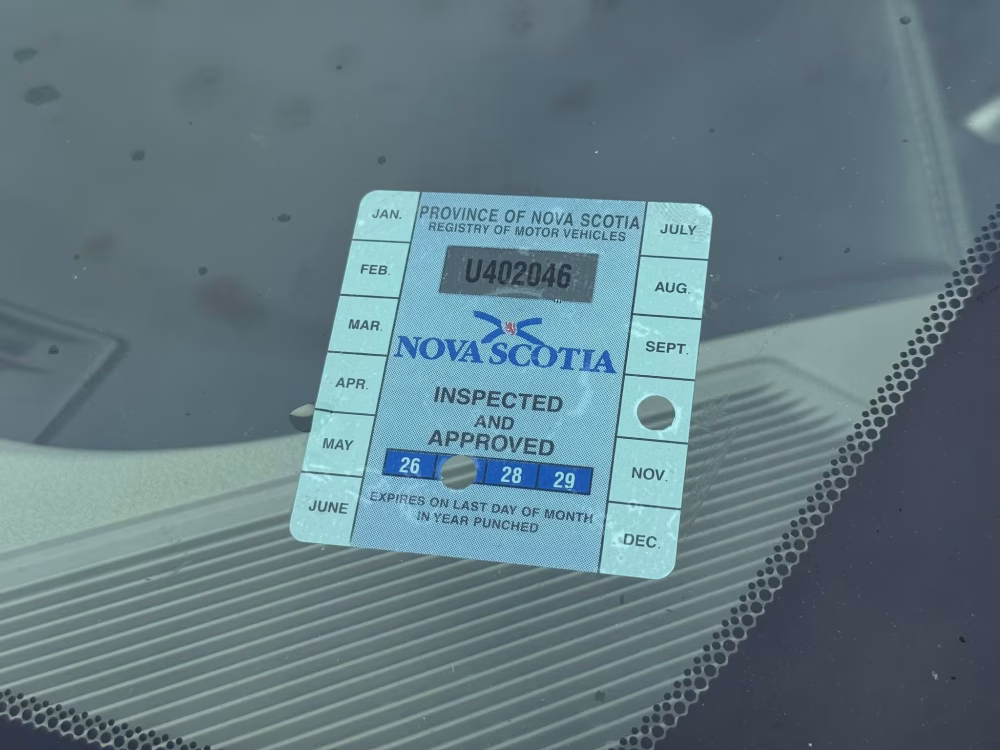 PROVINCE OF NOVA SCOTIA
REGISTRY OF MOTOR VEHICLES
U402046
NOVA SCOTIA
INSPECTED
AND
APPROVED
26 28 29
EXPIRES ON LAST DAY OF MONTH
IN YEAR PUNCHED
JAN.
FEB.
MAR.
APR.
MAY
JUNE
JULY
AUG.
SEPT.
NOV.
DEC.